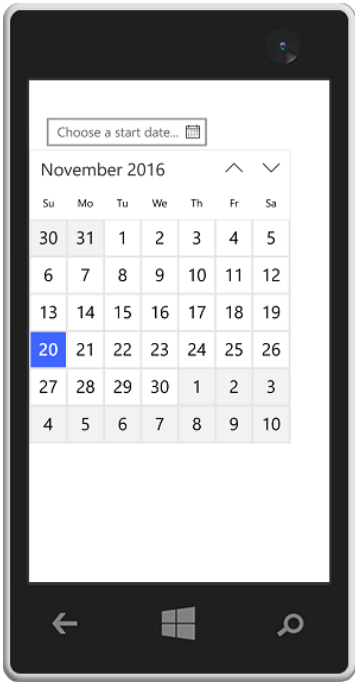 Choose a start date...
November 2016
Su Mo Tu We Th Fr Sa
30 31 1 2 3 4 5
6 7 8 9 10 11 12
13 14 15 16 17 18 19
20 21 22 23 24 25 26
27 28 29 30 1 2 3
4 5 6 7 8 9 10